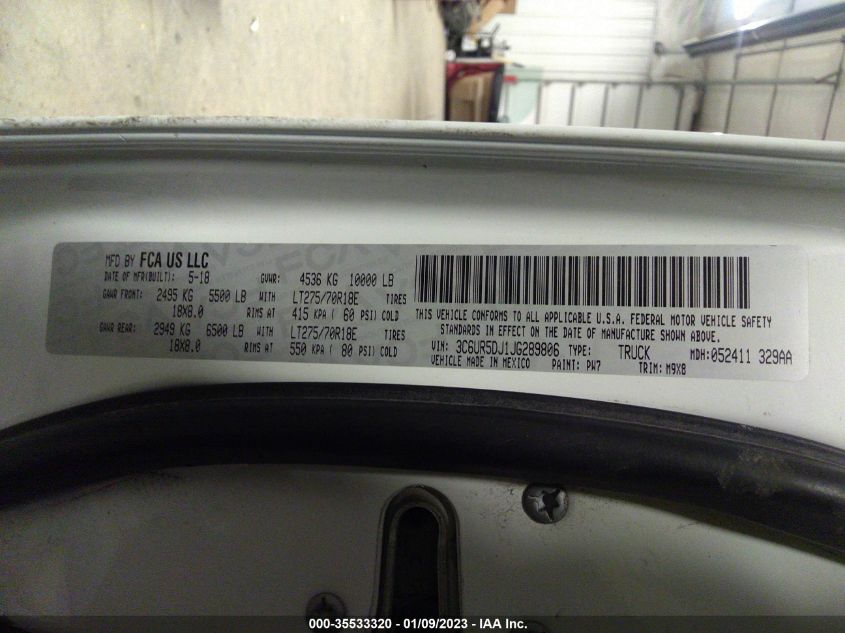 MFD BY FCA US LLC
DATE OF MFR(BUILT): 5-18 GVWR: 4536 KG 10000 LB
GAWR FRONT: 2495 KG 5500 LB WITH LT275/70R18E TIRES
18X8.0 RIMS AT 415 KPA ( 60 PSI) COLD
GAWR REAR: 2949 KG 6500 LB WITH LT275/70R18E TIRES
18X8.0 RIMS AT 550 KPA ( 80 PSI) COLD
THIS VEHICLE CONFORMS TO ALL APPLICABLE U.S.A. FEDERAL MOTOR VEHICLE SAFETY
STANDARDS IN EFFECT ON THE DATE OF MANUFACTURE SHOWN ABOVE.
VIN: 3C6UR5DJ1JG289806 TYPE: TRUCK MDH: 052411 329AA
VEHICLE MADE IN MEXICO PAINT: PW7 TRIM: M9X8
000-35533320 - 01/09/2023 - IAA Inc.